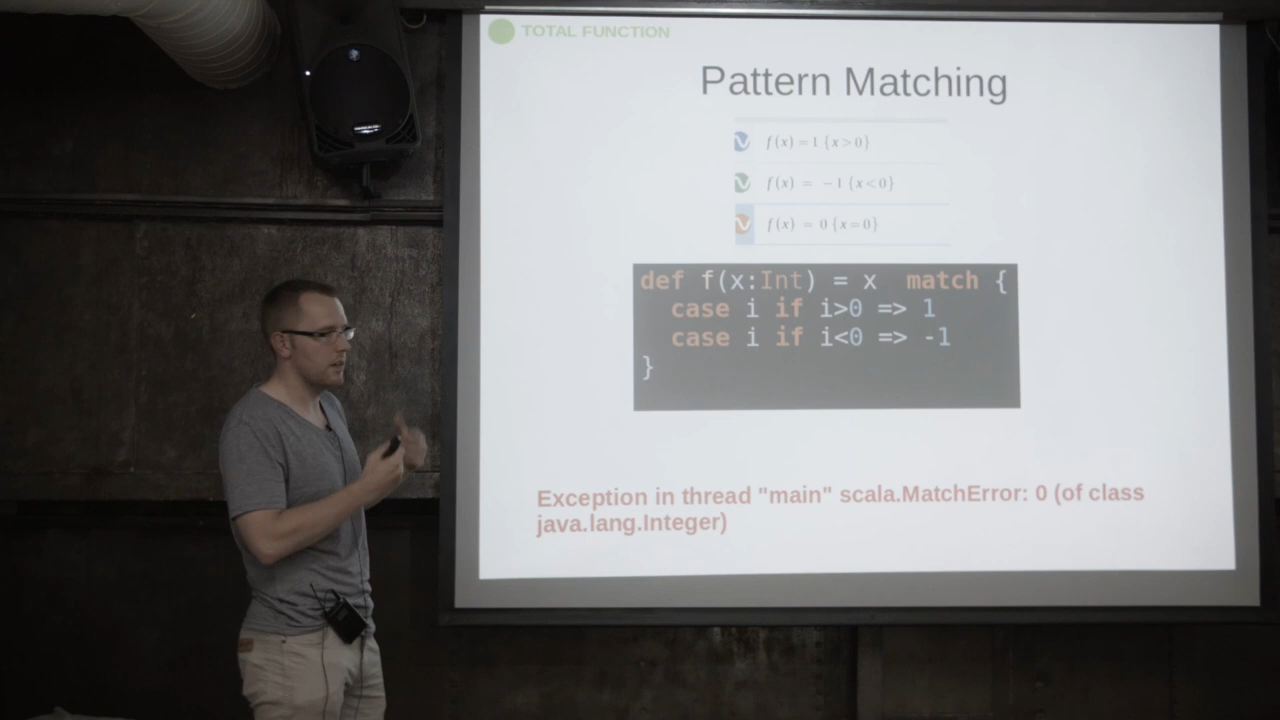 TOTAL FUNCTION
Pattern Matching
f(x) = 1 {x>0}
f(x) = −1 {x<0}
f(x) = 0 {x=0}
def f(x:Int) = x  match {
  case i if i>0 => 1
  case i if i<0 => -1
}
Exception in thread "main" scala.MatchError: 0 (of class
java.lang.Integer)